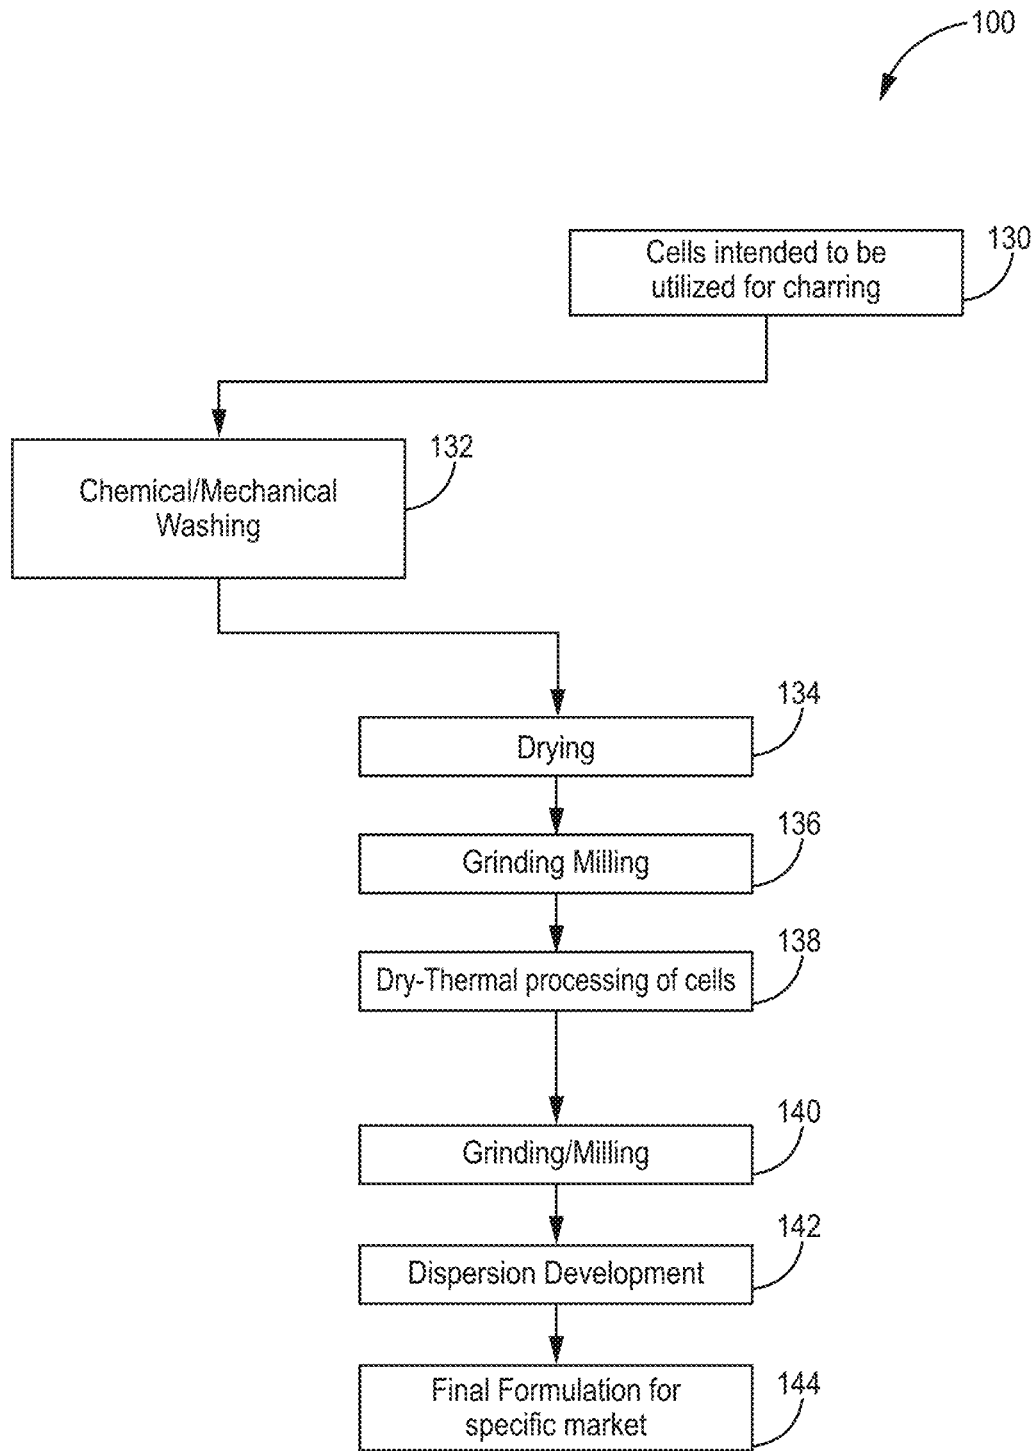 100
Cells intended to be
utilized for charring
130
Chemical/Mechanical
Washing
132
Drying
134
Grinding Milling
136
Dry-Thermal processing of cells
138
Grinding/Milling
140
Dispersion Development
142
Final Formulation for
specific market
144